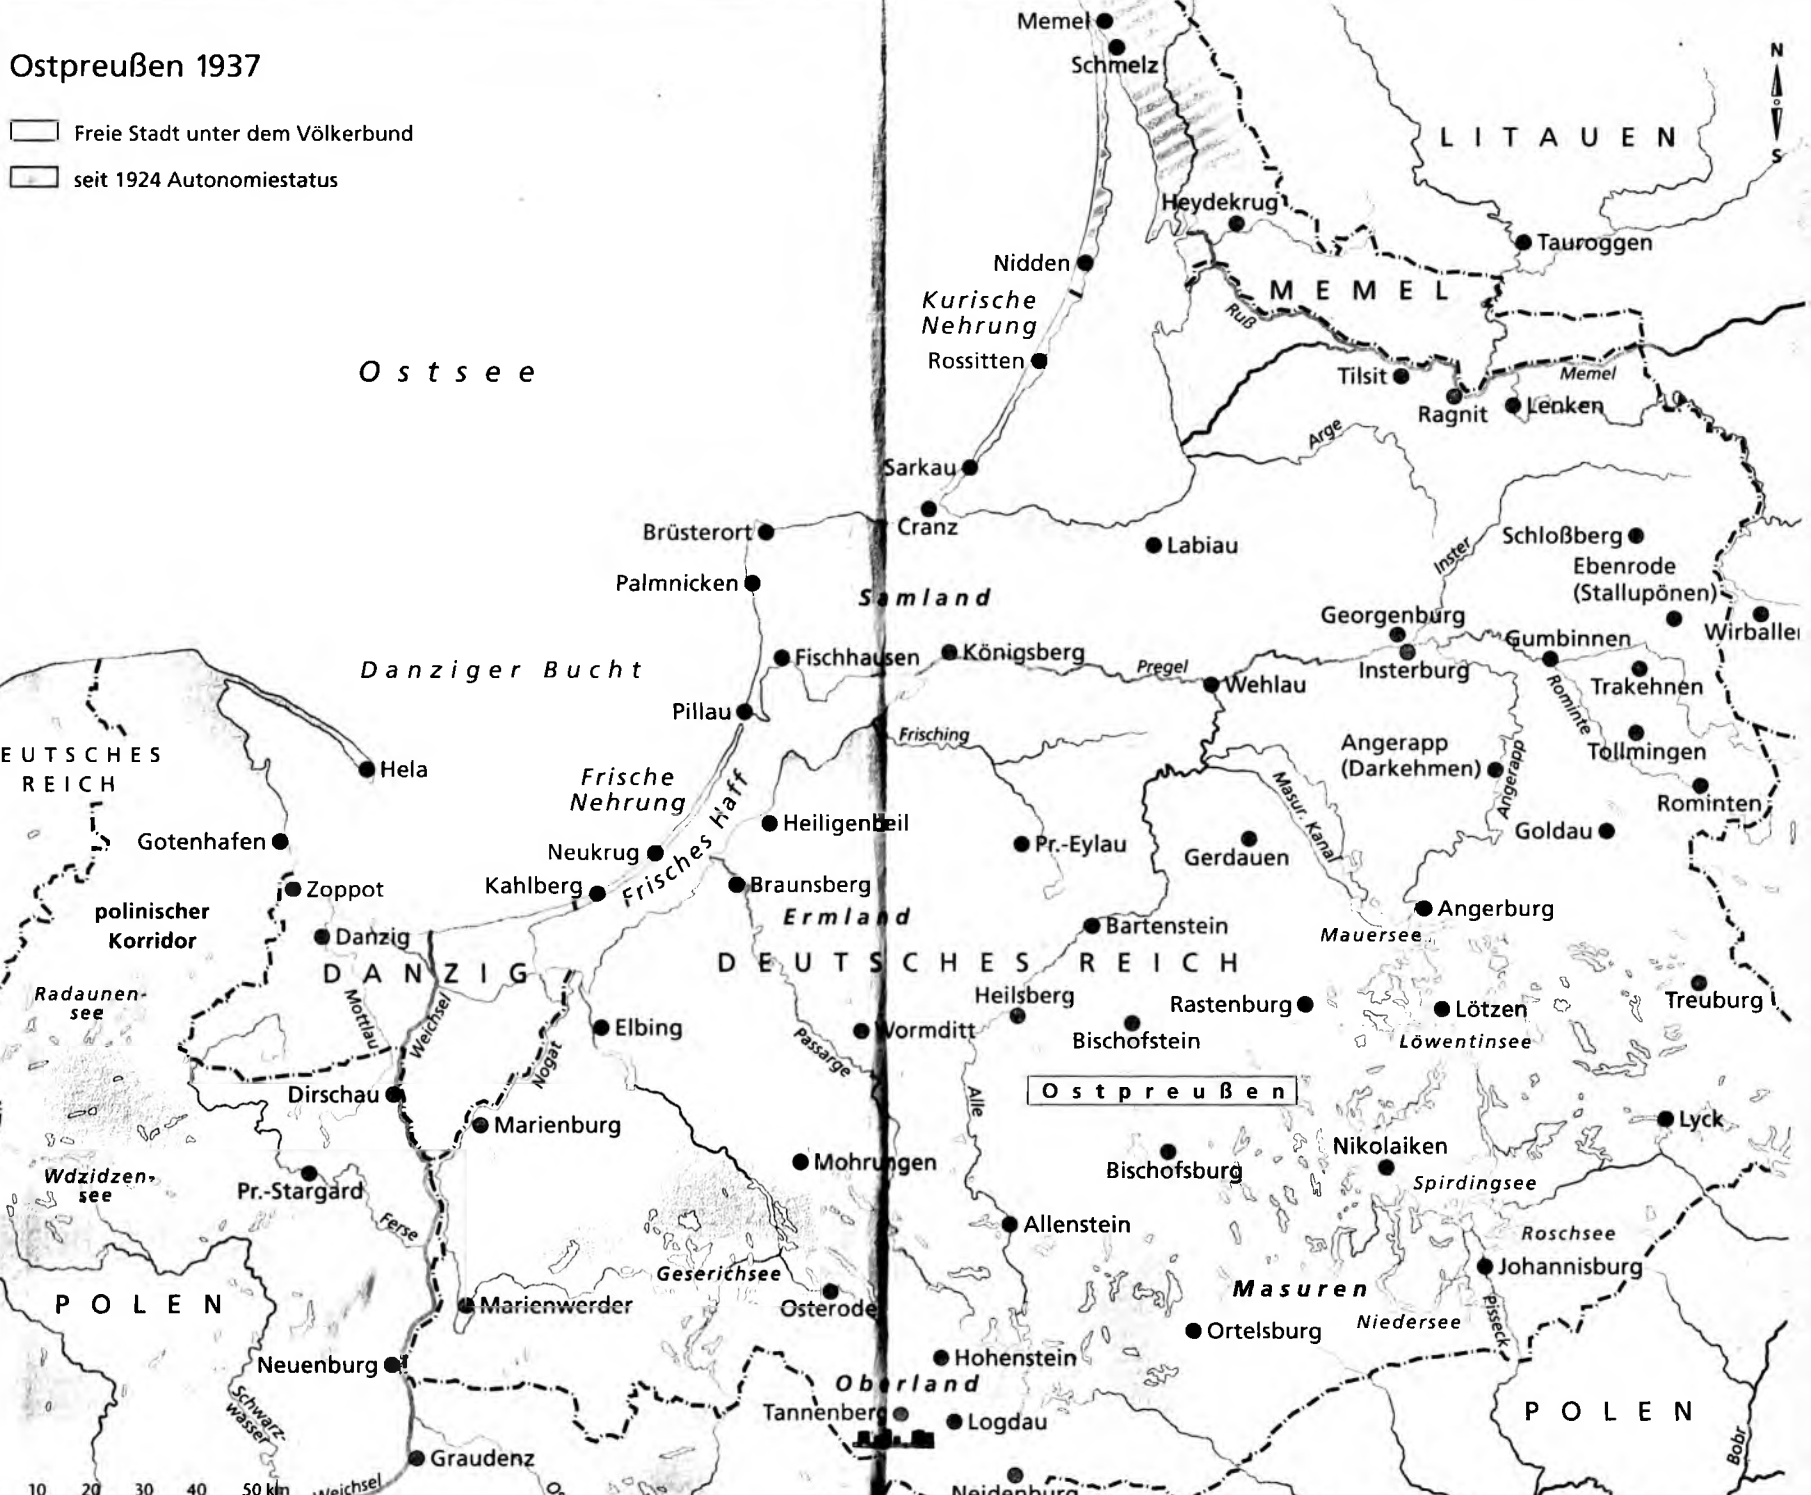 Ostpreußen 1937
Freie Stadt unter dem Völkerbund
seit 1924 Autonomiestatus
N
S
Memel
Schmelz
LITAUEN
Heydekrug
Tauroggen
Nidden
MEMEL
Kurische
Nehrung
Ruß
Rossitten
Ostsee
Tilsit
Memel
Ragnit
Lenken
Arge
Sarkau
Cranz
Brüsterort
Labiau
Schloßberg
Inster
Ebenrode
(Stallupönen)
Palmnicken
Samland
Georgenburg
Gumbinnen
Wirballen
Fischhausen
Königsberg
Pregel
Insterburg
Danziger Bucht
Wehlau
Trakehnen
Rominte
Pillau
Frisching
Tollmingen
EUTSCHES
REICH
Angerapp
(Darkehmen)
Angerapp
Hela
Frische
Nehrung
Frisches Haff
Masur. Kanal
Rominten
Heiligenbeil
Goldau
Gotenhafen
Neukrug
Pr.-Eylau
Gerdauen
Zoppot
Kahlberg
Braunsberg
polinischer
Korridor
Ermland
Angerburg
Danzig
Bartenstein
Mauersee
DANZIG
DEUTSCHES REICH
Radaunen-
see
Mottlau
Weichsel
Heilsberg
Rastenburg
Lötzen
Treuburg
Elbing
Wormditt
Bischofstein
Löwentinsee
Nogat
Passarge
Dirschau
Alle
Ostpreußen
Marienburg
Lyck
Nikolaiken
Mohrungen
Bischofsburg
Wdzidzen-
see
Pr.-Stargard
Spirdingsee
Ferse
Allenstein
Roschsee
Geserichsee
Johannisburg
POLEN
Marienwerder
Osterode
Masuren
Niedersee
Pisseck
Ortelsburg
Neuenburg
Hohenstein
Oberland
Schwarz-
wasser
Tannenberg
Logdau
POLEN
Bobr
Graudenz
10 20 30 40 50 km
Weichsel
Neidenburg